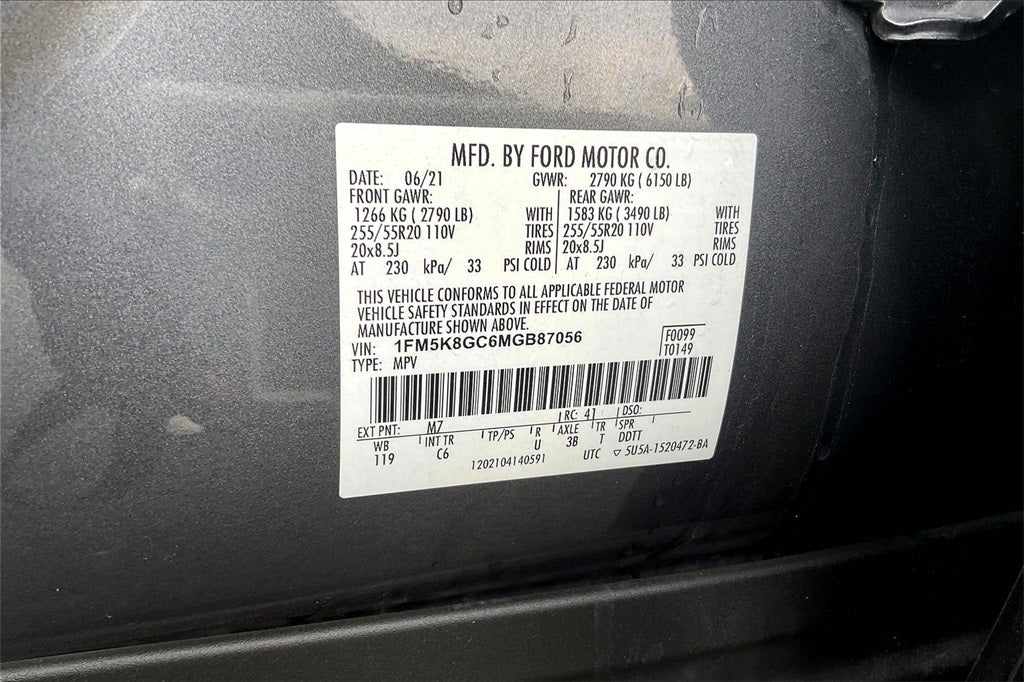 MFD. BY FORD MOTOR CO.
DATE: 06/21 GVWR: 2790 KG ( 6150 LB)
FRONT GAWR: REAR GAWR:
1266 KG ( 2790 LB) WITH 1583 KG ( 3490 LB) WITH
255/55R20 110V TIRES 255/55R20 110V TIRES
20x8.5J RIMS 20x8.5J RIMS
AT 230 kPa/ 33 PSI COLD AT 230 kPa/ 33 PSI COLD
THIS VEHICLE CONFORMS TO ALL APPLICABLE FEDERAL MOTOR
VEHICLE SAFETY STANDARDS IN EFFECT ON THE DATE OF
MANUFACTURE SHOWN ABOVE.
VIN: 1FM5K8GC6MGB87056 F0099
TYPE: MPV T0149
EXT PNT: M7 RC: 41 DSO:
WB INT TR TP/PS R AXLE TR SPR
119 C6 U 3B T DDTT
1202104140591 UTC ▽ 5U5A-1520472-BA